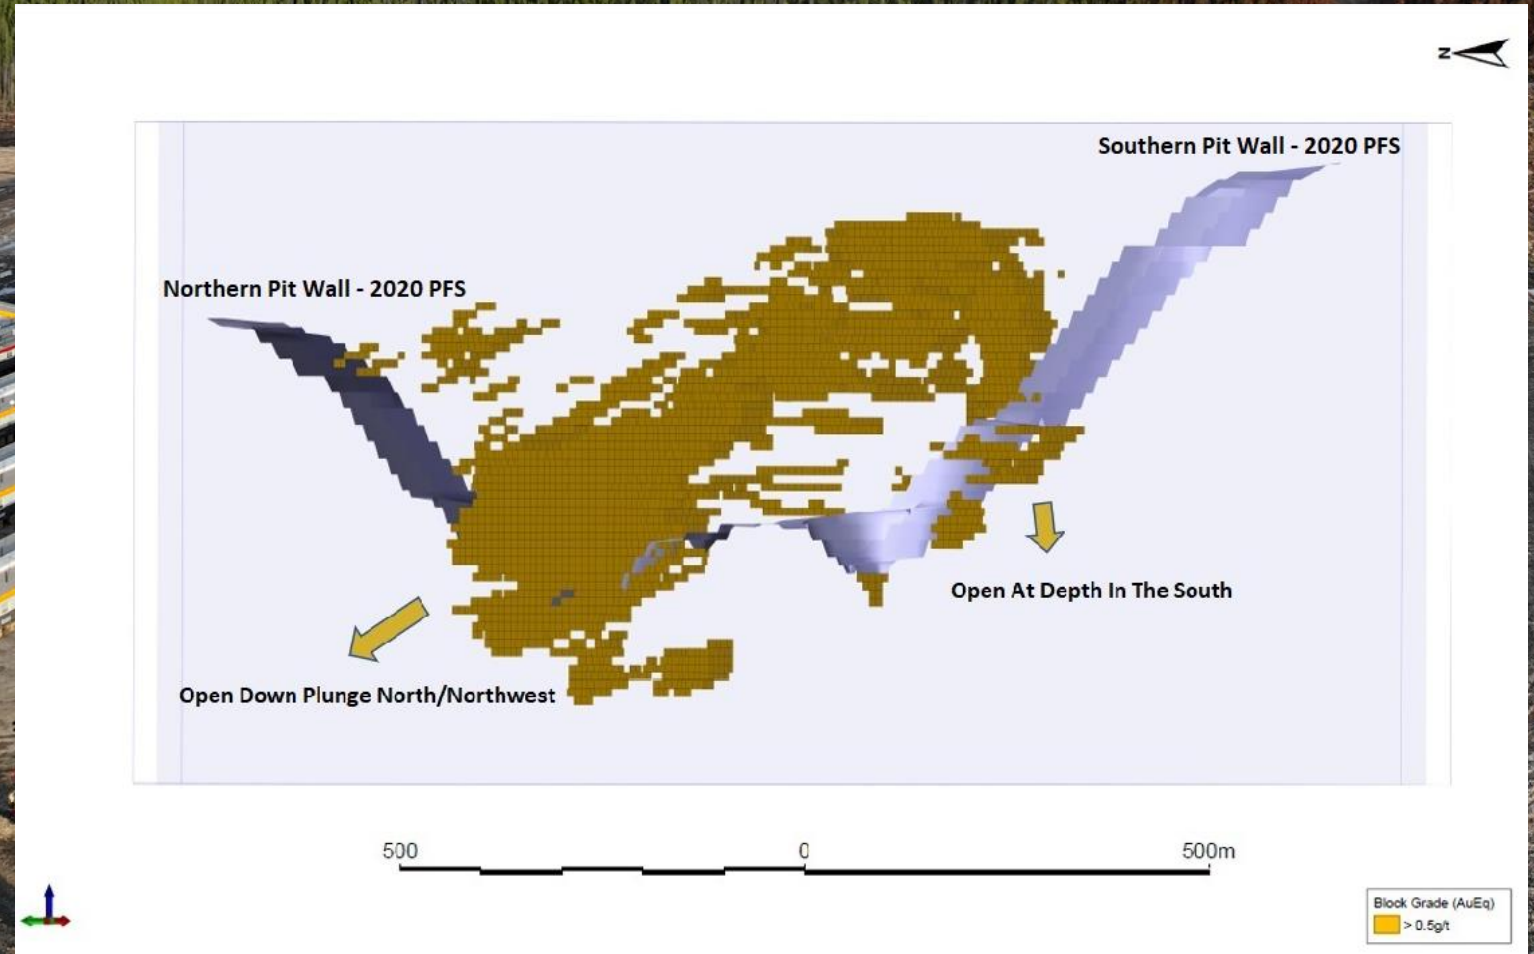 N
Southern Pit Wall - 2020 PFS
Northern Pit Wall - 2020 PFS
Open At Depth In The South
Open Down Plunge North/Northwest
500 0 500m
Block Grade (AuEq)
> 0.5g/t